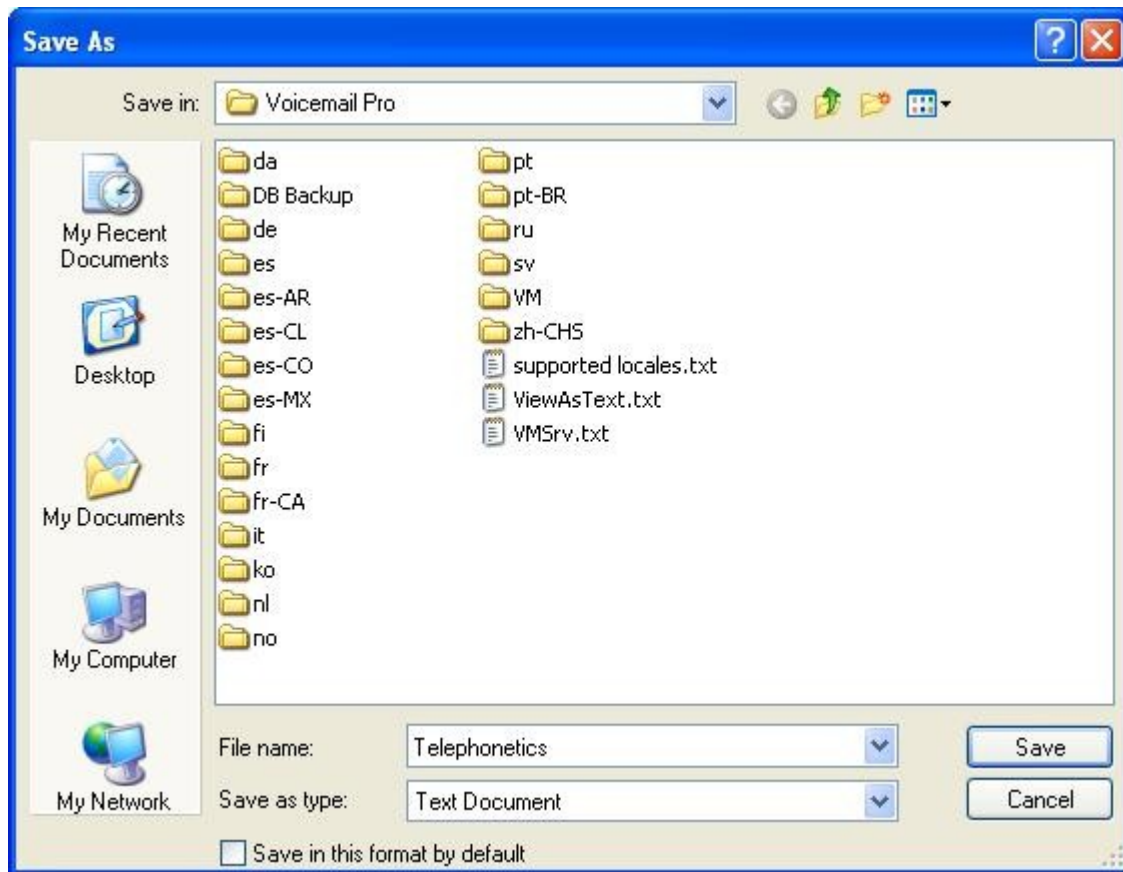 Save As
Save in:
Voicemail Pro
My Recent
Documents
Desktop
My Documents
My Computer
My Network
da
DB Backup
de
es
es-AR
es-CL
es-CO
es-MX
fi
fr
fr-CA
it
ko
nl
no
pt
pt-BR
ru
sv
VM
zh-CHS
supported locales.txt
ViewAsText.txt
VMSrv.txt
File name:
Telephonetics
Save
Save as type:
Text Document
Cancel
Save in this format by default